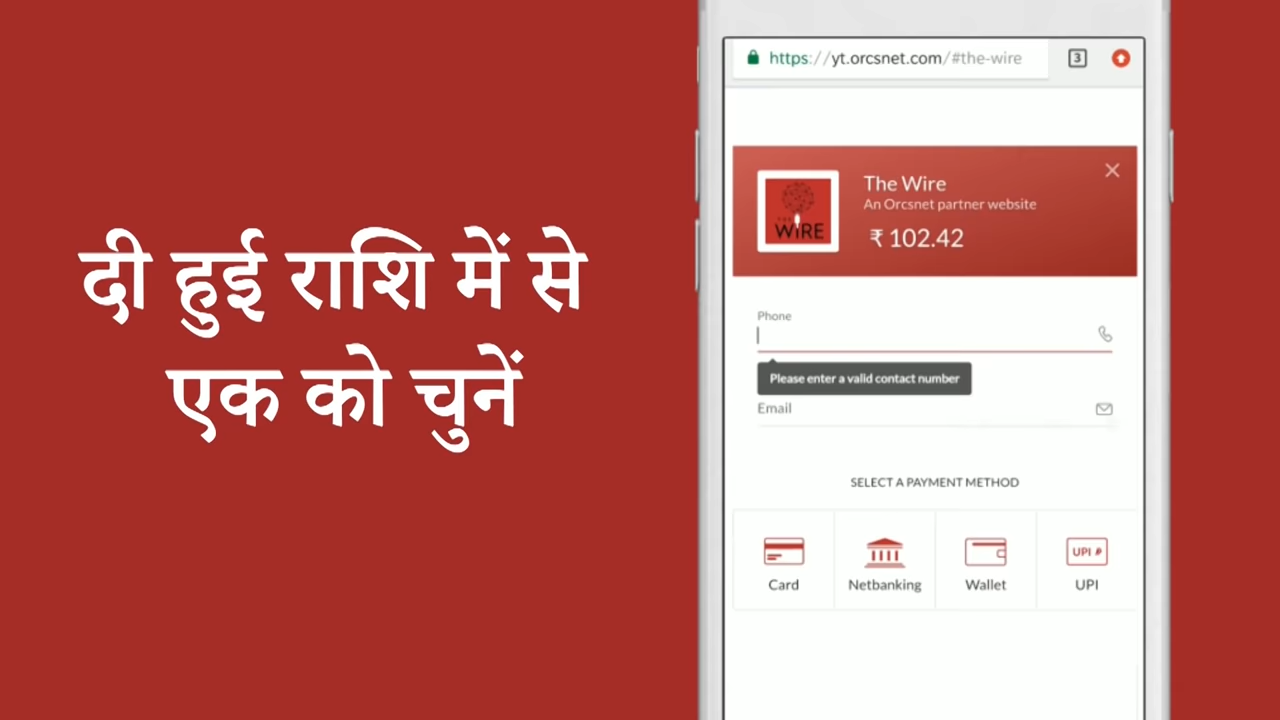 दी हुई राशि में से
एक को चुनें
https://yt.orcsnet.com/#the-wire
3
The Wire
An Orcsnet partner website
₹ 102.42
WIRE
Phone
Please enter a valid contact number
Email
SELECT A PAYMENT METHOD
Card
Netbanking
Wallet
UPI
UPI